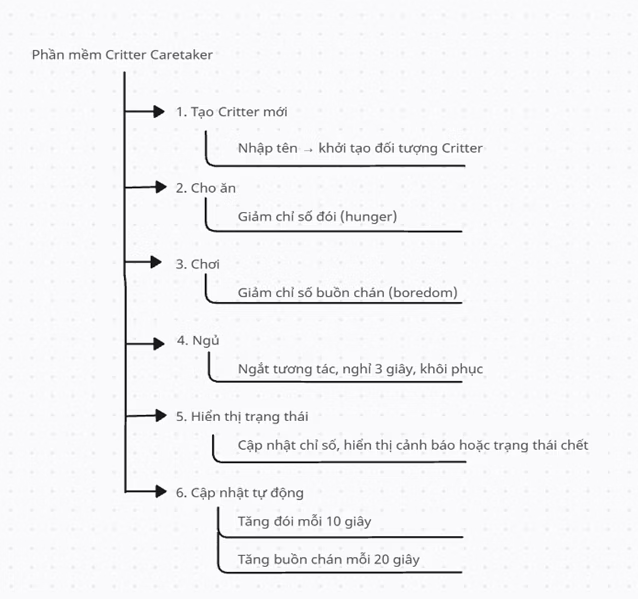 Phần mềm Critter Caretaker
1. Tạo Critter mới
Nhập tên → khởi tạo đối tượng Critter
2. Cho ăn
Giảm chỉ số đói (hunger)
3. Chơi
Giảm chỉ số buồn chán (boredom)
4. Ngủ
Ngắt tương tác, nghỉ 3 giây, khôi phục
5. Hiển thị trạng thái
Cập nhật chỉ số, hiển thị cảnh báo hoặc trạng thái chết
6. Cập nhật tự động
Tăng đói mỗi 10 giây
Tăng buồn chán mỗi 20 giây